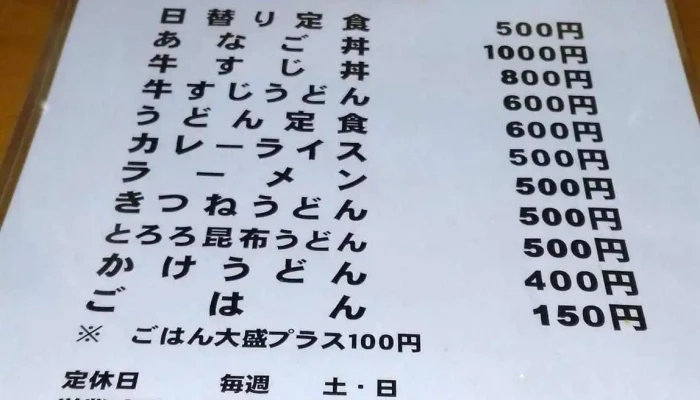 日替り定食 500円
あなご丼 1000円
牛すじ丼 800円
牛すじうどん 600円
うどん定食 600円
カレーライス 500円
ラーメン 500円
きつねうどん 500円
とろろ昆布うどん 500円
かけうどん 400円
ごはん 150円
※ ごはん大盛プラス100円
定休日 毎週 土・日